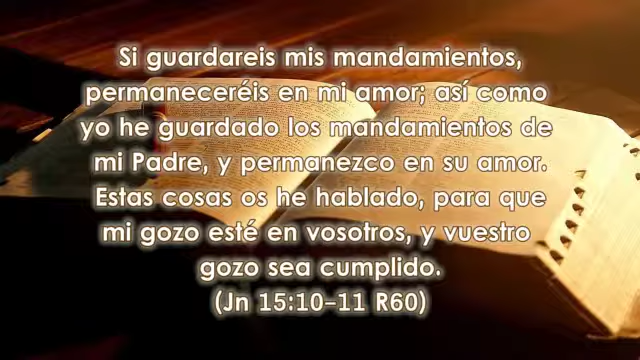 Si guardareis mis mandamientos,
permaneceréis en mi amor; así como
yo he guardado los mandamientos de
mi Padre, y permanezco en su amor.
Estas cosas os he hablado, para que
mi gozo esté en vosotros, y vuestro
gozo sea cumplido.
(Jn 15:10–11 R60)